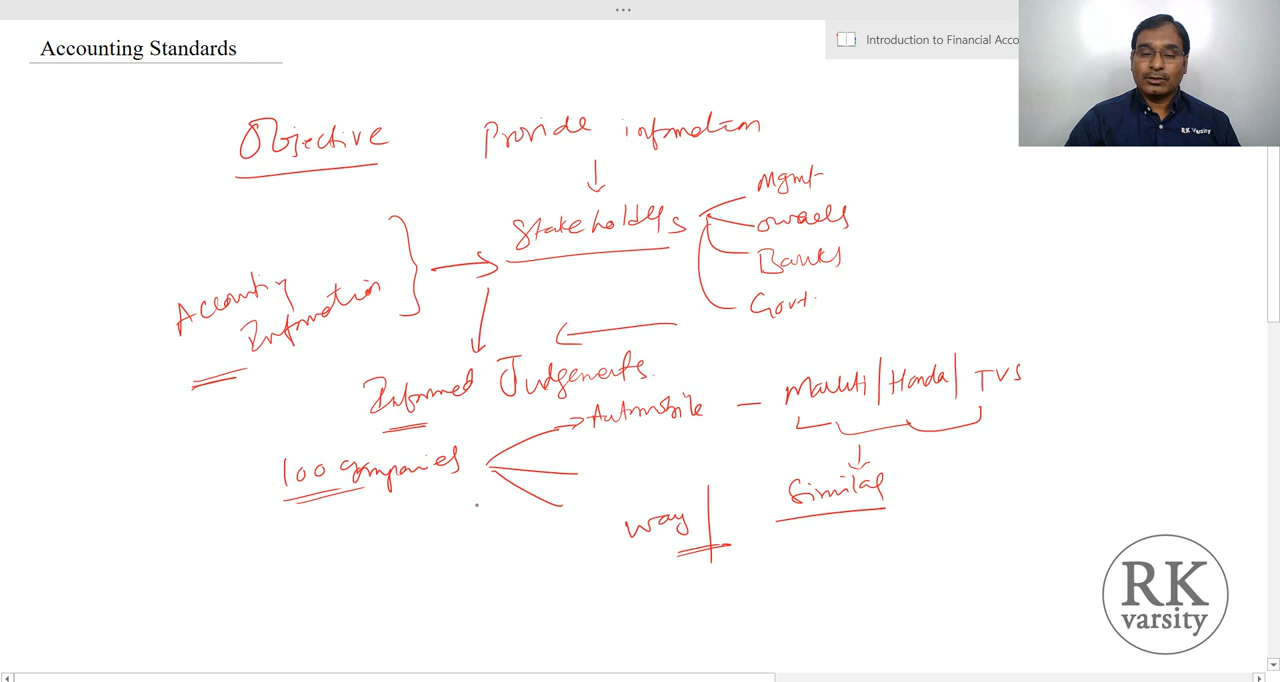 Accounting Standards
Introduction to Financial Acco
RK Varsity
Objective Provide information
Stakeholders
Mgmt
owners
Banks
Govt.
Accounting
Information
Informed Judgements.
Automobile - Maruti | Honda | TVS
100 companies
Similar
way
RK
varsity